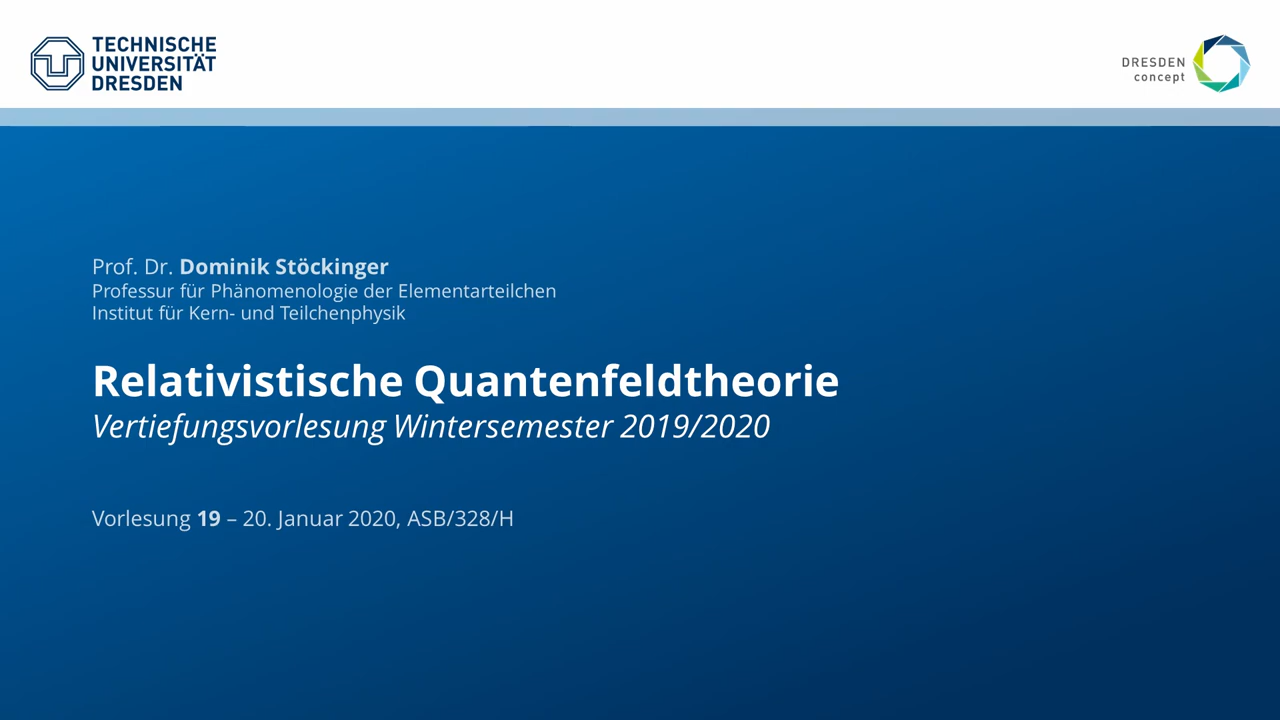 TECHNISCHE
UNIVERSITÄT
DRESDEN
DRESDEN
concept
Prof. Dr. Dominik Stöckinger
Professur für Phänomenologie der Elementarteilchen
Institut für Kern- und Teilchenphysik
Relativistische Quantenfeldtheorie
Vertiefungsvorlesung Wintersemester 2019/2020
Vorlesung 19 – 20. Januar 2020, ASB/328/H